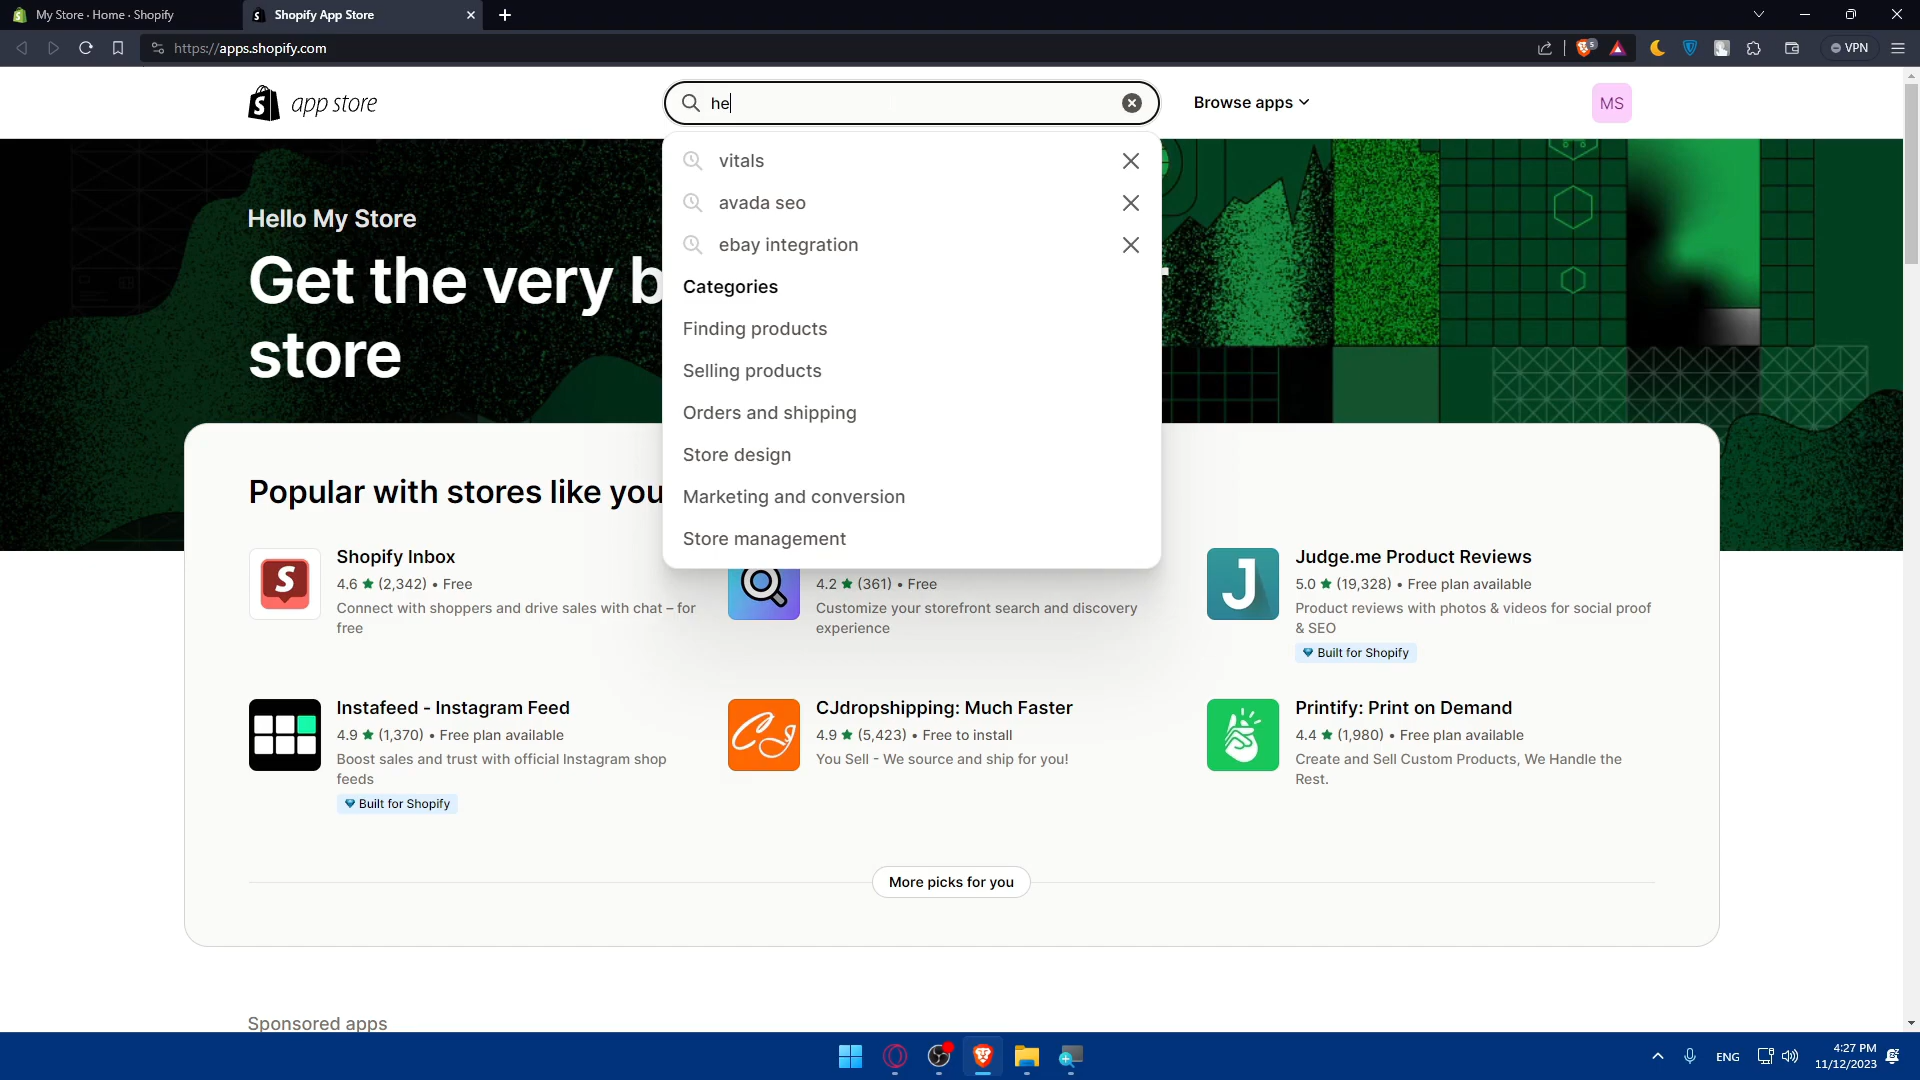 My Store · Home · Shopify
Shopify App Store
https://apps.shopify.com
VPN
app store
he
Browse apps
MS
vitals
avada seo
ebay integration
Categories
Finding products
Selling products
Orders and shipping
Store design
Marketing and conversion
Store management
Hello My Store
Get the very b
store
Popular with stores like you
Shopify Inbox
4.6 ★ (2,342) • Free
Connect with shoppers and drive sales with chat – for
free
4.2 ★ (361) • Free
Customize your storefront search and discovery
experience
Judge.me Product Reviews
5.0 ★ (19,328) • Free plan available
Product reviews with photos & videos for social proof
& SEO
Built for Shopify
Instafeed - Instagram Feed
4.9 ★ (1,370) • Free plan available
Boost sales and trust with official Instagram shop
feeds
Built for Shopify
CJdropshipping: Much Faster
4.9 ★ (5,423) • Free to install
You Sell - We source and ship for you!
Printify: Print on Demand
4.4 ★ (1,980) • Free plan available
Create and Sell Custom Products, We Handle the
Rest.
More picks for you
Sponsored apps
ENG
4:27 PM
11/12/2023